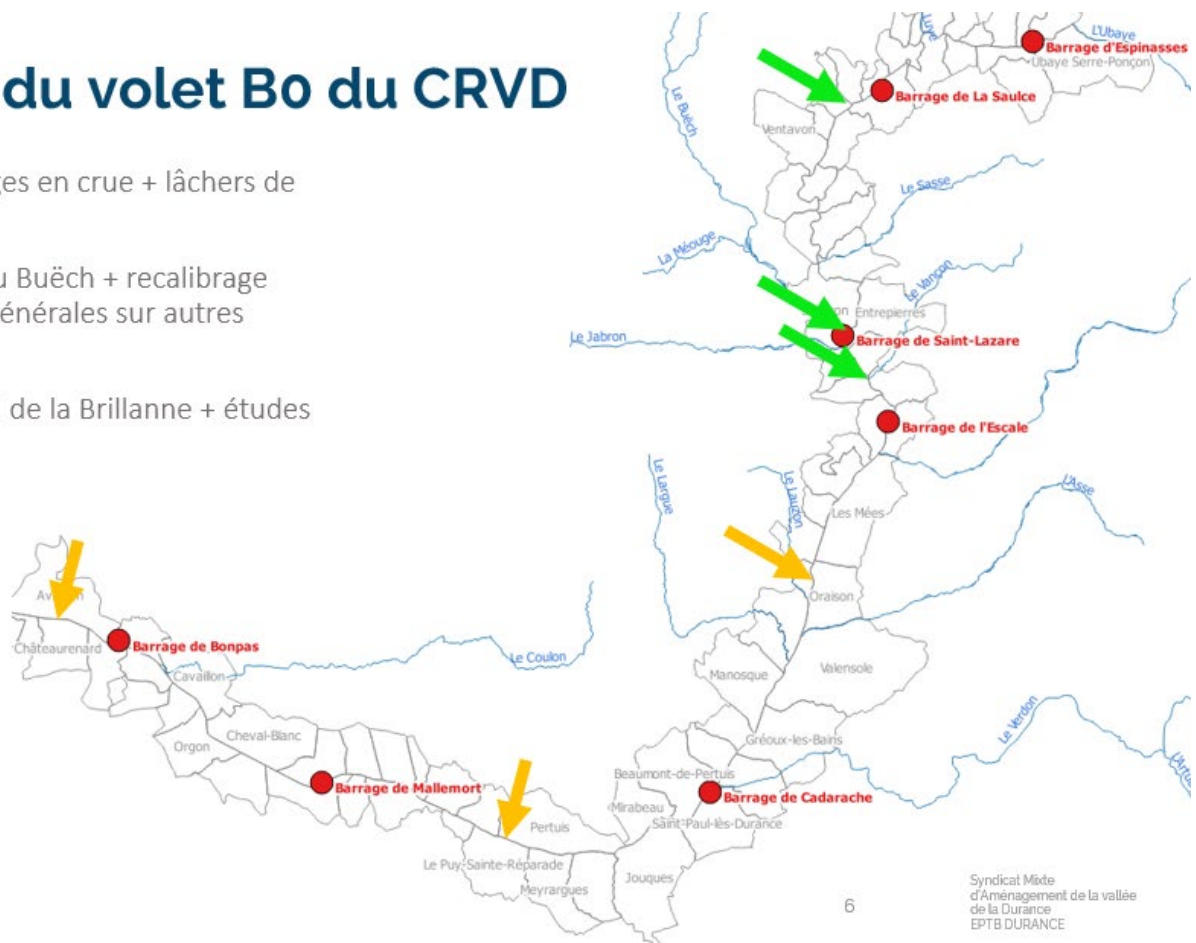 du volet B0 du CRVD
ges en crue + lâchers de
u Buëch + recalibrage
énérales sur autres
de la Brillanne + études
Luye
L'Ubaye
Barrage d'Espinasses
Ubaye Serre-Ponçon
Barrage de La Saulce
Le Buëch
Ventavon
Le Sasse
La Méouge
Le Vançon
Entrepierres
Le Jabron
Barrage de Saint-Lazare
Barrage de l'Escale
Le Largue
Le Lauzon
L'Asse
Les Mées
Oraison
Châteaurenard
Barrage de Bonpas
Cavaillon
Le Coulon
Manosque
Valensole
Orgon
Cheval-Blanc
Gréoux-les-Bains
Le Verdon
Barrage de Mallemort
Beaumont-de-Pertuis
Barrage de Cadarache
Mirabeau
Saint-Paul-lès-Durance
Pertuis
Le Puy-Sainte-Réparade
Meyrargues
Jouques
6
Syndicat Mixte
d'Aménagement de la vallée
de la Durance
EPTB DURANCE